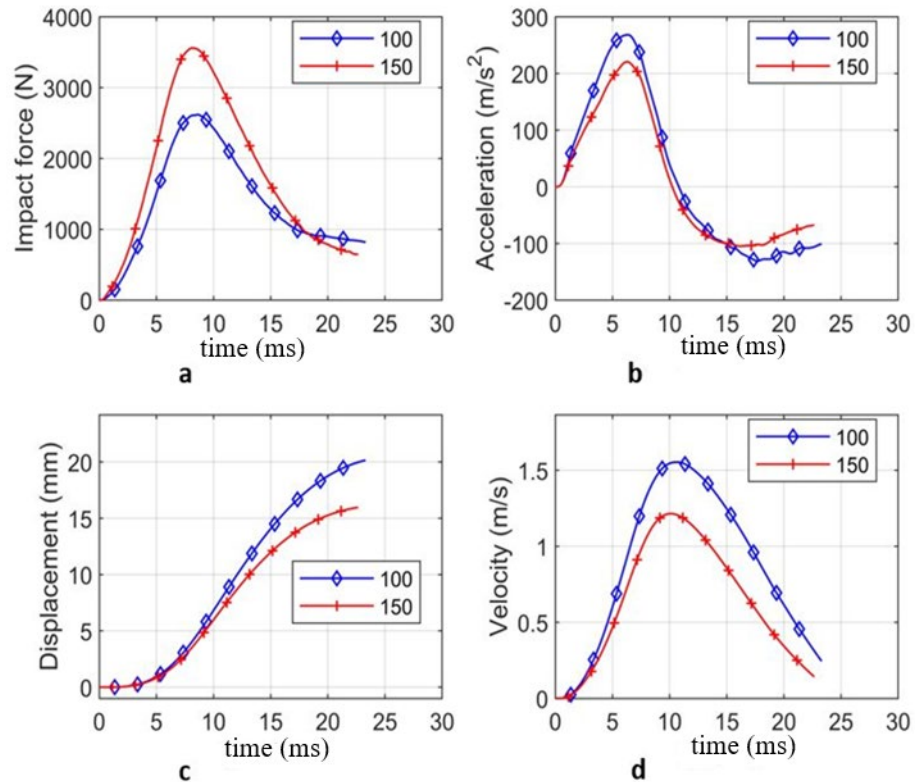 Impact force (N)
4000
3000
2000
1000
0
0 5 10 15 20 25 30
time (ms)
100
150
a
Acceleration (m/s²)
300
200
100
0
-100
-200
0 5 10 15 20 25 30
time (ms)
100
150
b
Displacement (mm)
20
15
10
5
0
0 5 10 15 20 25 30
time (ms)
100
150
c
Velocity (m/s)
1.5
1
0.5
0
0 5 10 15 20 25 30
time (ms)
100
150
d